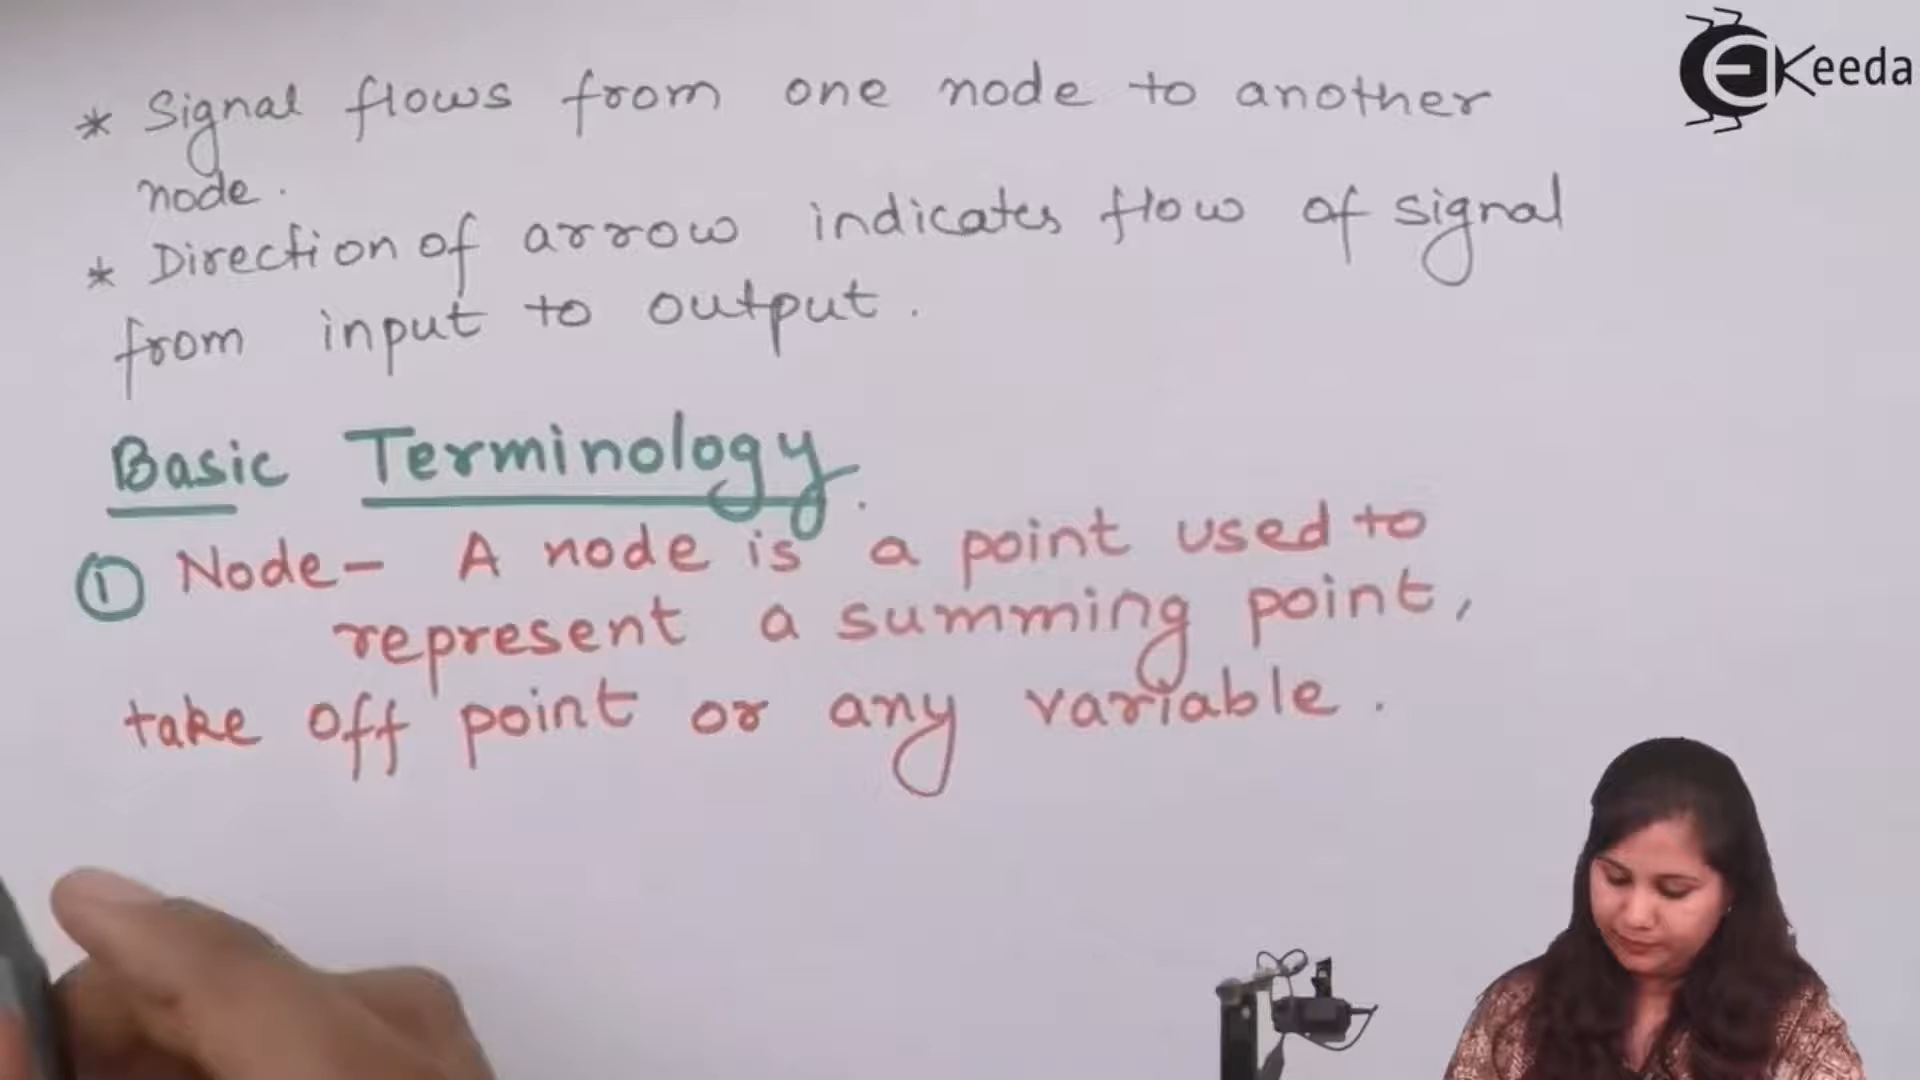 EKeeda
* Signal flows from one node to another
node.
* Direction of arrow indicates flow of signal
from input to output.
Basic Terminology.
① Node- A node is a point used to
represent a summing point,
take off point or any variable.